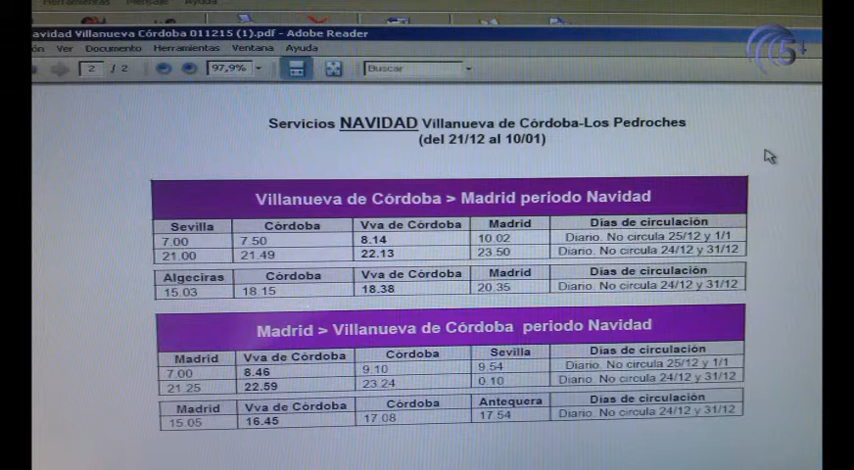 Herramientas Ventana Ayuda
avidad Villanueva Córdoba 011215 (1).pdf - Adobe Reader
ón Ver Documento Herramientas Ventana Ayuda
2 / 2 97,9% Buscar
5
Servicios NAVIDAD Villanueva de Córdoba-Los Pedroches
(del 21/12 al 10/01)
Villanueva de Córdoba > Madrid periodo Navidad
Sevilla Córdoba Vva de Córdoba Madrid Días de circulación
7.00 7.50 8.14 10.02 Diario. No circula 25/12 y 1/1
21.00 21.49 22.13 23.50 Diario. No circula 24/12 y 31/12
Algeciras Córdoba Vva de Córdoba Madrid Días de circulación
15.03 18.15 18.38 20.35 Diario. No circula 24/12 y 31/12
Madrid > Villanueva de Córdoba periodo Navidad
Madrid Vva de Córdoba Córdoba Sevilla Días de circulación
7.00 8.46 9.10 9.54 Diario. No circula 25/12 y 1/1
21.25 22.59 23.24 0.10 Diario. No circula 24/12 y 31/12
Madrid Vva de Córdoba Córdoba Antequera Días de circulación
15.05 16.45 17.08 17.54 Diario. No circula 24/12 y 31/12